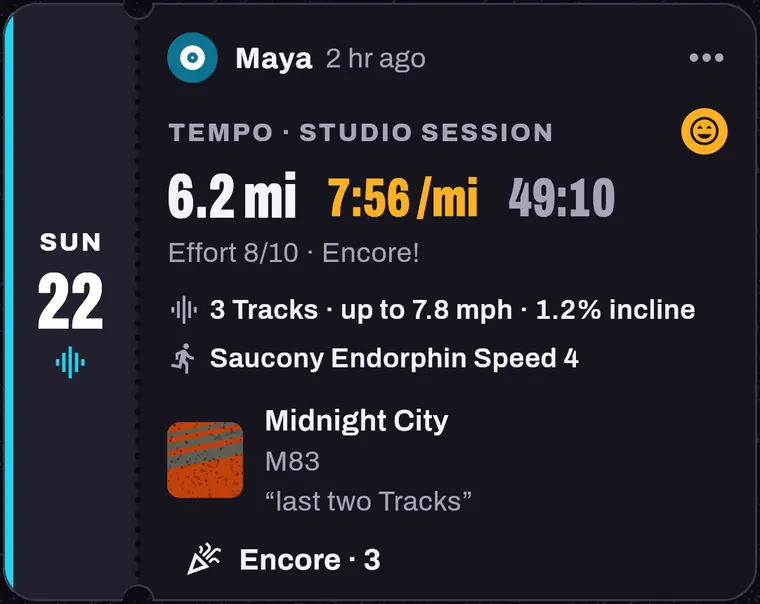 Maya 2 hr ago
TEMPO · STUDIO SESSION
6.2 mi 7:56 /mi 49:10
Effort 8/10 · Encore!
SUN
22
3 Tracks · up to 7.8 mph · 1.2% incline
Saucony Endorphin Speed 4
Midnight City
M83
“last two Tracks”
Encore · 3